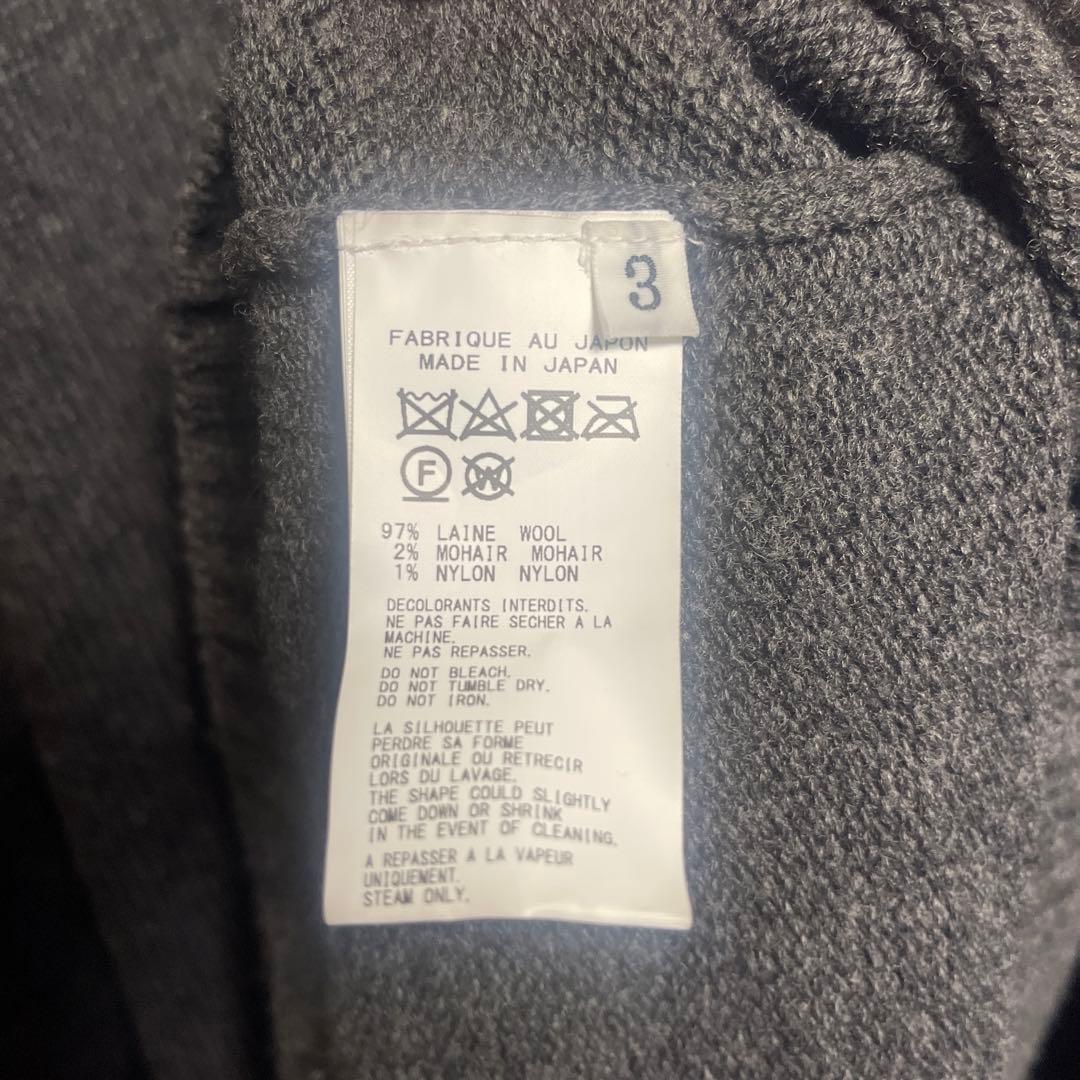 3
FABRIQUE AU JAPON
MADE IN JAPAN
F W
97% LAINE WOOL
2% MOHAIR MOHAIR
1% NYLON NYLON
DECOLORANTS INTERDITS.
NE PAS FAIRE SECHER A LA
MACHINE.
NE PAS REPASSER.
DO NOT BLEACH.
DO NOT TUMBLE DRY.
DO NOT IRON.
LA SILHOUETTE PEUT
PERDRE SA FORME
ORIGINALE OU RETRECIR
LORS DU LAVAGE.
THE SHAPE COULD SLIGHTLY
COME DOWN OR SHRINK
IN THE EVENT OF CLEANING.
A REPASSER A LA VAPEUR
UNIQUEMENT.
STEAM ONLY.